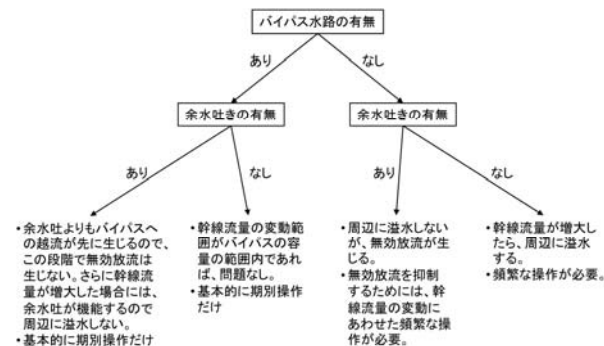 バイパス水路の有無
あり
なし
余水吐きの有無
余水吐きの有無
あり
なし
あり
なし
・余水吐よりもバイパスへ
の越流が先に生じるので、
この段階で無効放流は
生じない。さらに幹線流
量が増大した場合には、
余水吐が機能するので
周辺に溢水しない。
・基本的に期別操作だけ
・幹線流量の変動範
囲がバイパスの容
量の範囲内であれ
ば、問題なし。
・基本的に期別操作
だけ
・周辺に溢水しない
が、無効放流が生
じる。
・無効放流を抑制
するためには、幹
線流量の変動に
あわせた頻繁な操
作が必要。
・幹線流量が増大し
たら、周辺に溢水
する。
・頻繁な操作が必要。